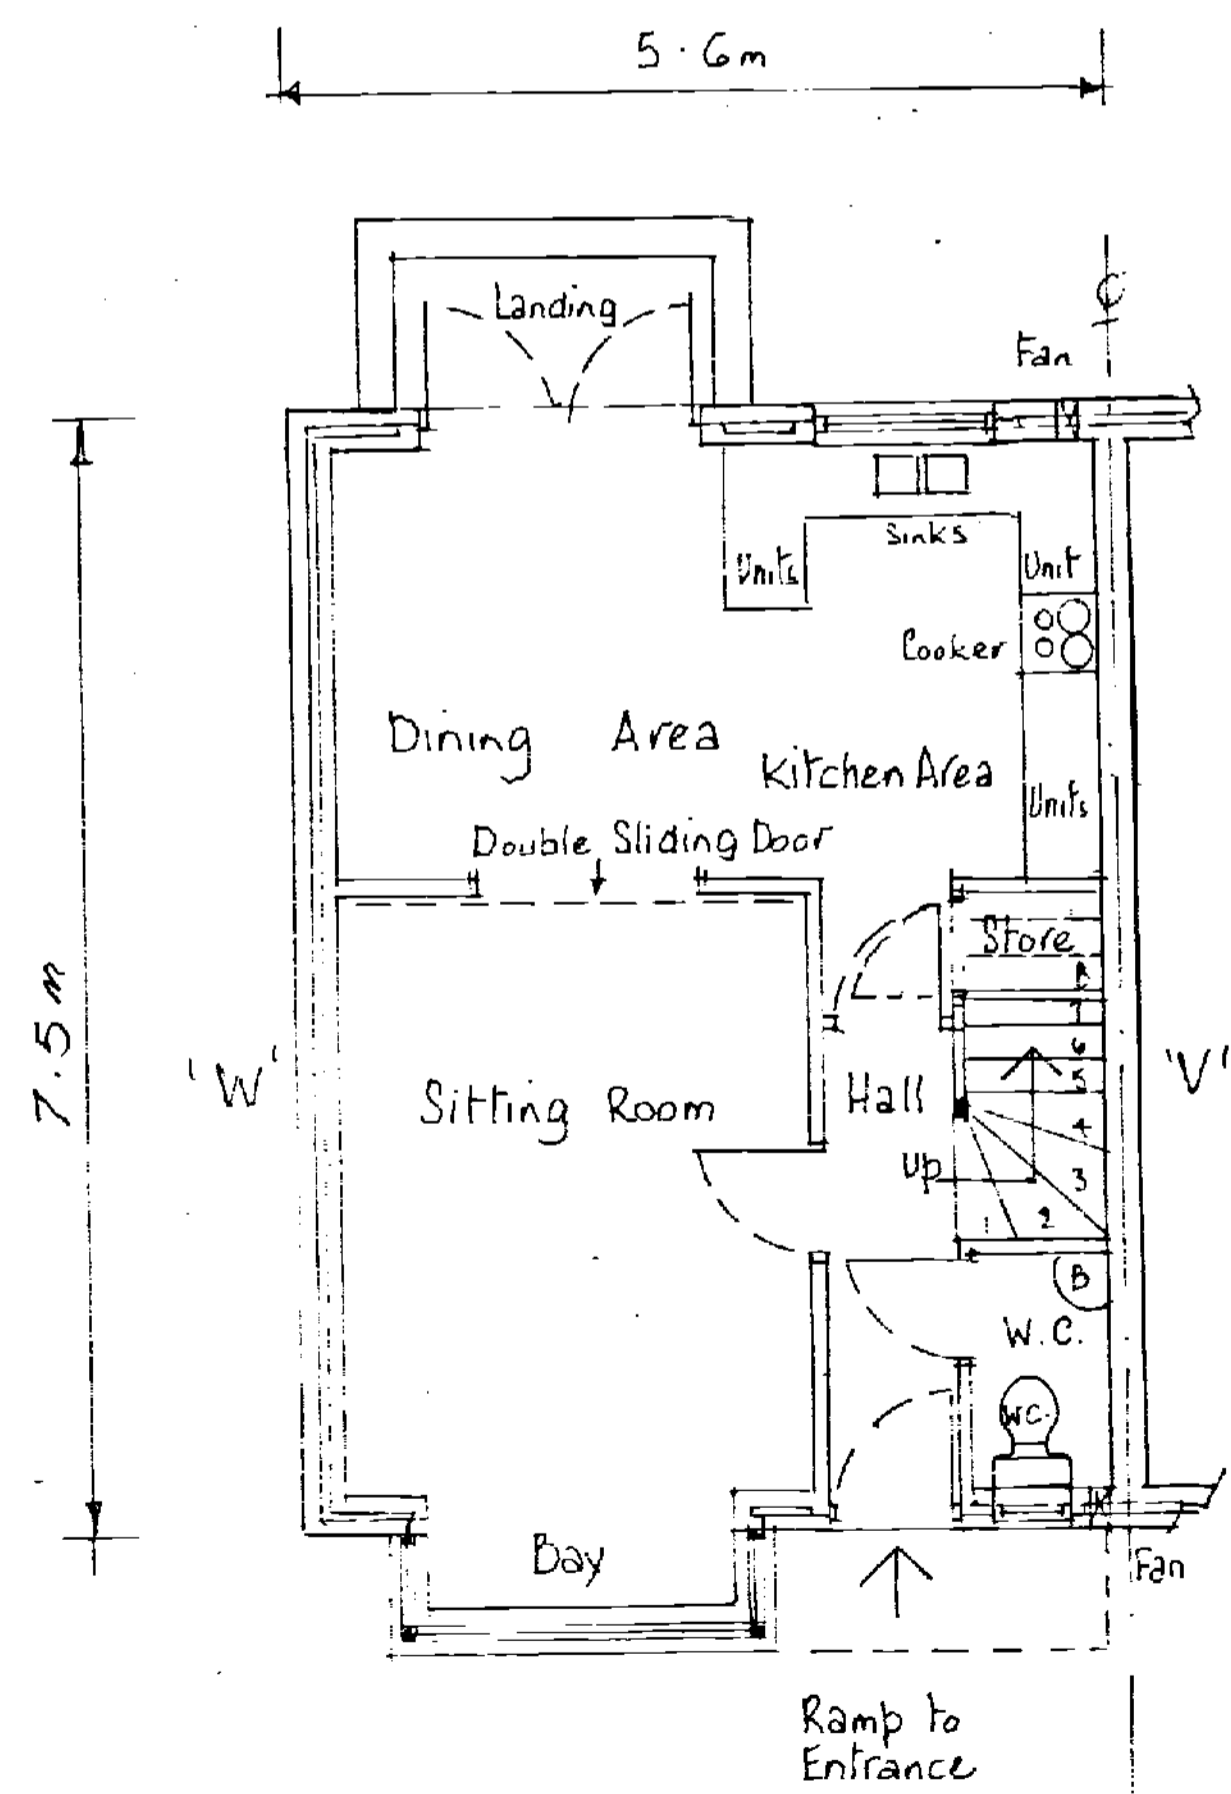 5.6m
Landing
Fan
Sinks
Units
Unit
Cooker
Dining Area
Kitchen Area
Units
Double Sliding Door
7.5m
'W'
Store
8
7
6
5
4
3
2
1
Hall
'V'
Sitting Room
Up
B
W.C.
WC.
Bay
Fan
Ramp to
Entrance